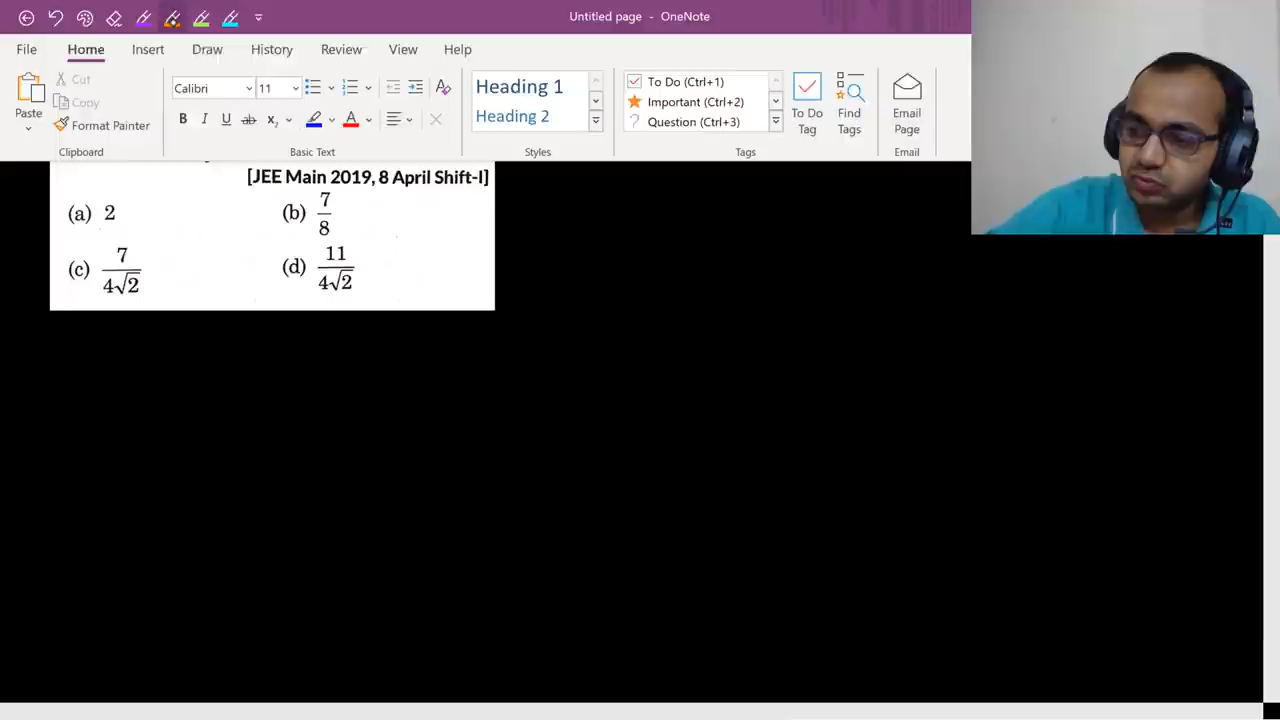 Untitled page - OneNote
File Home Insert Draw History Review View Help
Paste
Cut
Copy
Format Painter
Clipboard
Calibri 11
B I U ab x₂ A
Basic Text
Heading 1
Heading 2
Styles
To Do (Ctrl+1)
Important (Ctrl+2)
Question (Ctrl+3)
To Do Tag
Find Tags
Tags
Email Page
Email
[JEE Main 2019, 8 April Shift-I]
(a) 2 (b) 7/8
(c) 7/4√2 (d) 11/4√2